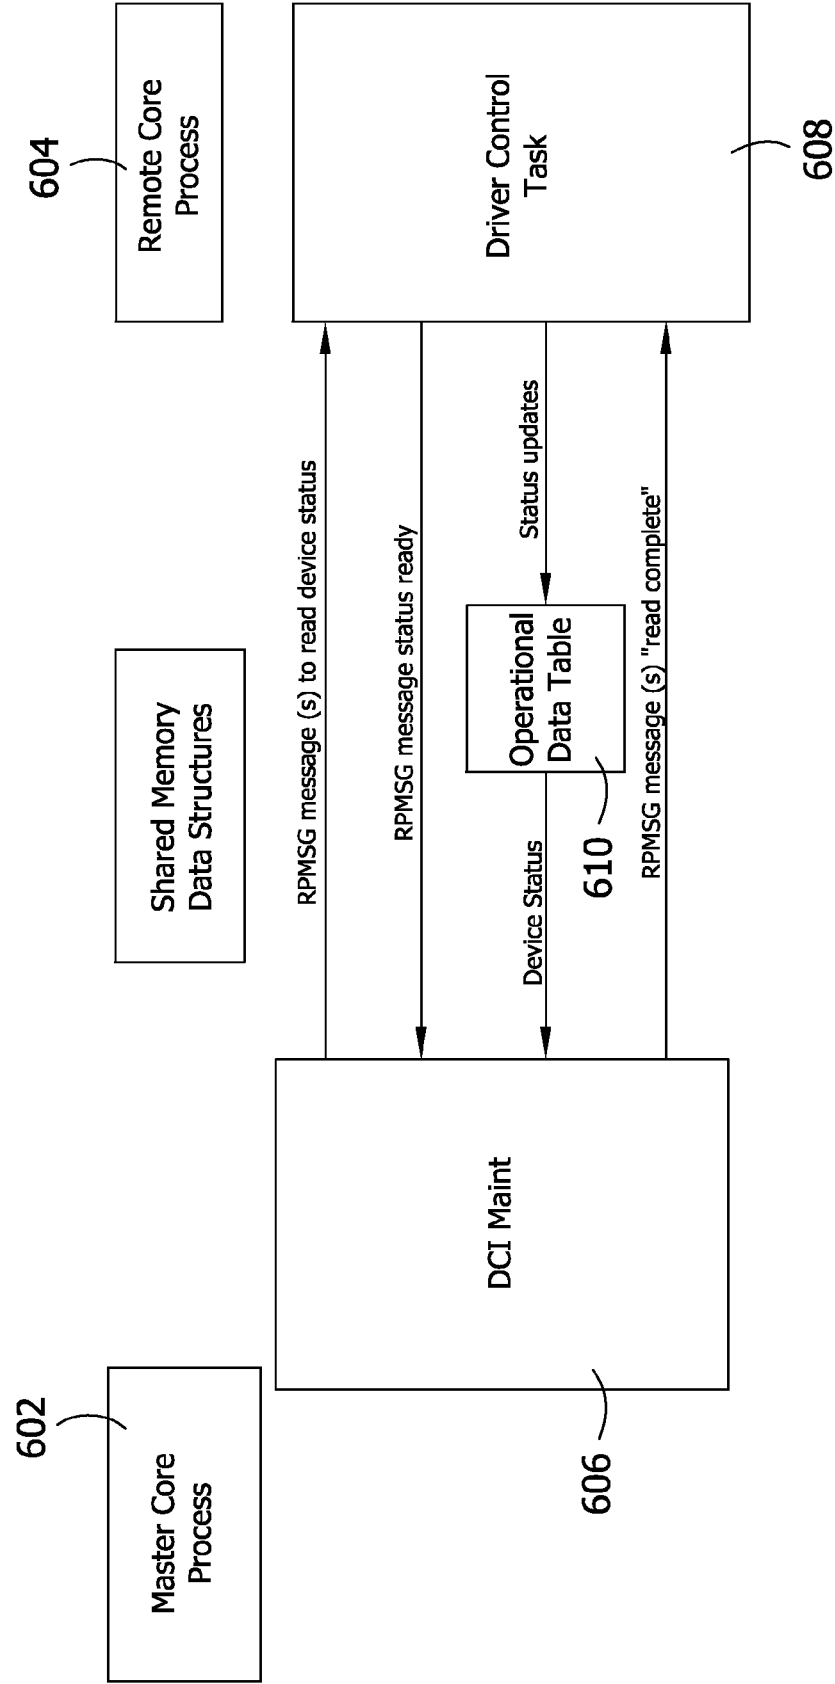 602
Master Core
Process
Shared Memory
Data Structures
604
Remote Core
Process
RPMSG message (s) to read device status
RPMSG message status ready
DCI Maint
Device Status
Operational
Data Table
Status updates
Driver Control
Task
606
610
RPMSG message (s) "read complete"
608